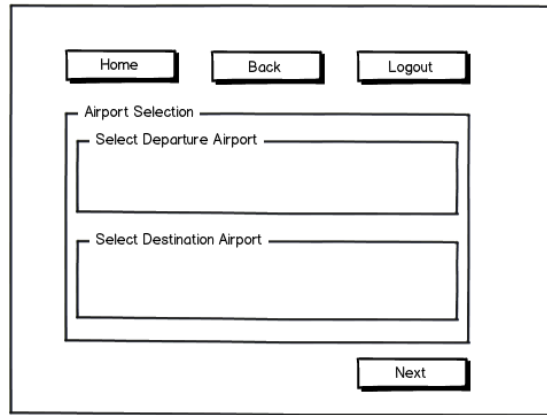 Home Back Logout
Airport Selection
Select Departure Airport
Select Destination Airport
Next